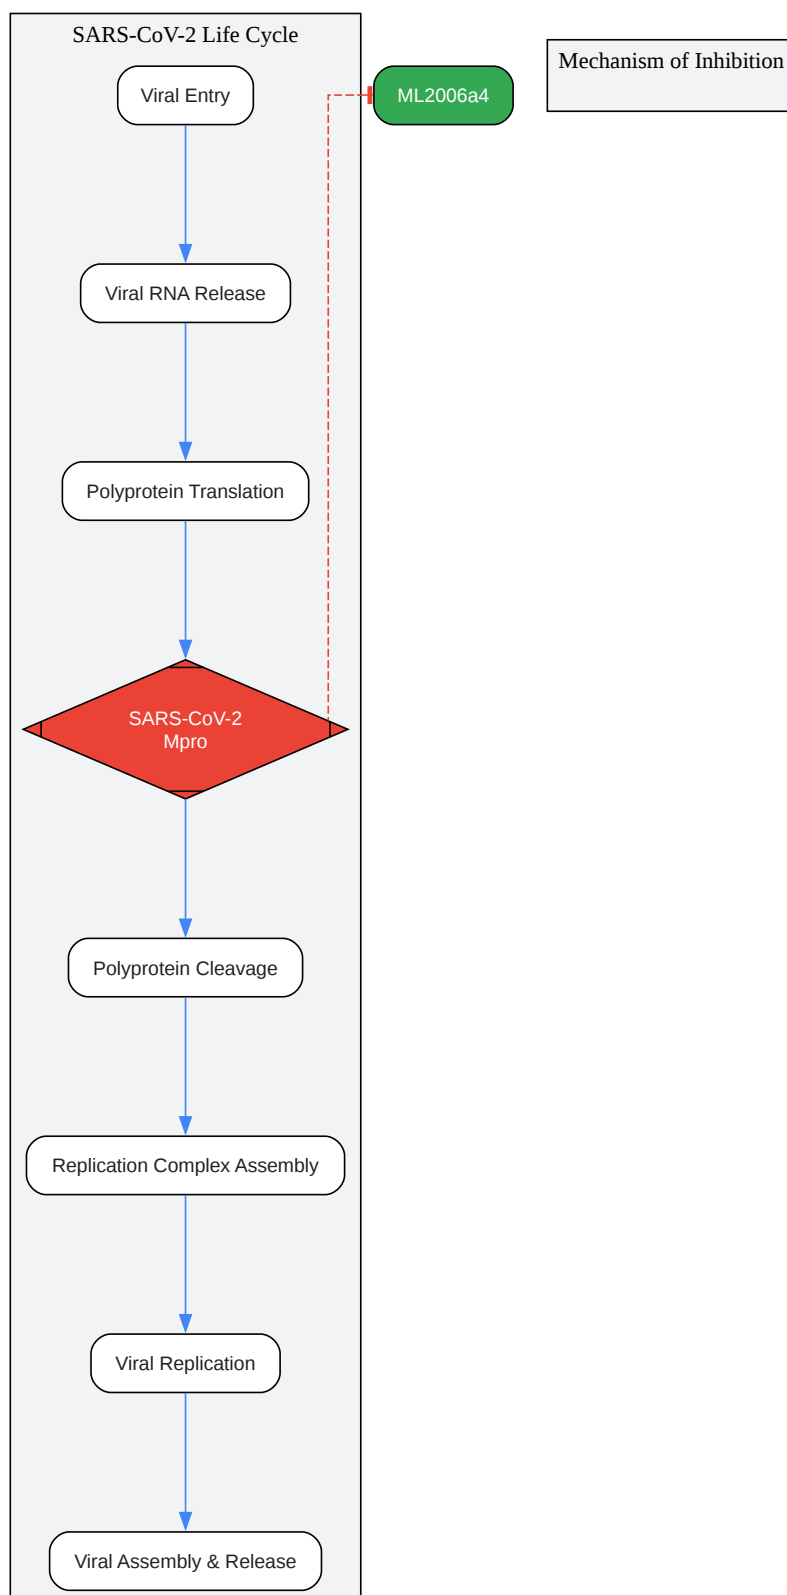 SARS-CoV-2 Life Cycle
Mechanism of Inhibition
Viral Entry
ML2006a4
Viral RNA Release
Polyprotein Translation
SARS-CoV-2
Mpro
Polyprotein Cleavage
Replication Complex Assembly
Viral Replication
Viral Assembly & Release